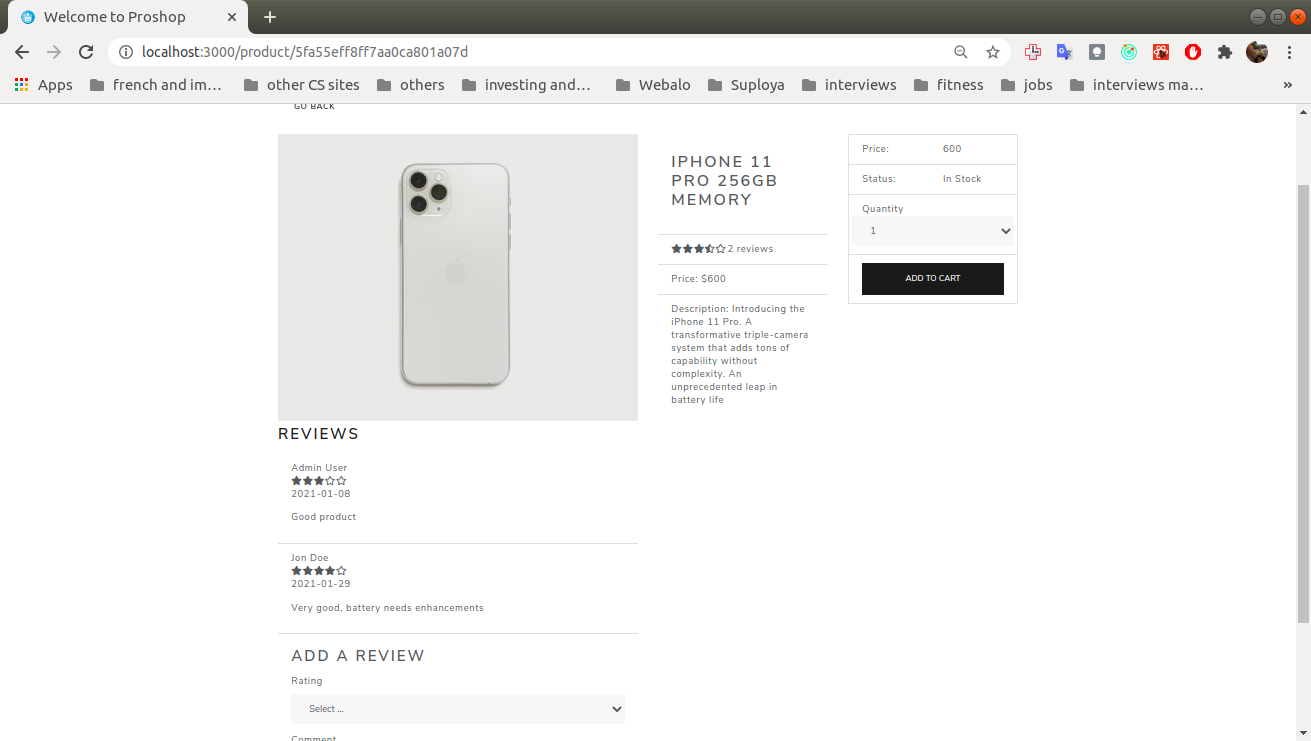 Welcome to Proshop
localhost:3000/product/5fa55eff8ff7aa0ca801a07d
Apps
french and im…
other CS sites
others
investing and…
Webalo
Suploya
interviews
fitness
jobs
interviews ma…
»
GO BACK
IPHONE 11
PRO 256GB
MEMORY
2 reviews
Price: $600
Description: Introducing the
iPhone 11 Pro. A
transformative triple-camera
system that adds tons of
capability without
complexity. An
unprecedented leap in
battery life
Price: 600
Status: In Stock
Quantity
1
ADD TO CART
REVIEWS
Admin User
2021-01-08
Good product
Jon Doe
2021-01-29
Very good, battery needs enhancements
ADD A REVIEW
Rating
Select ...
Comment